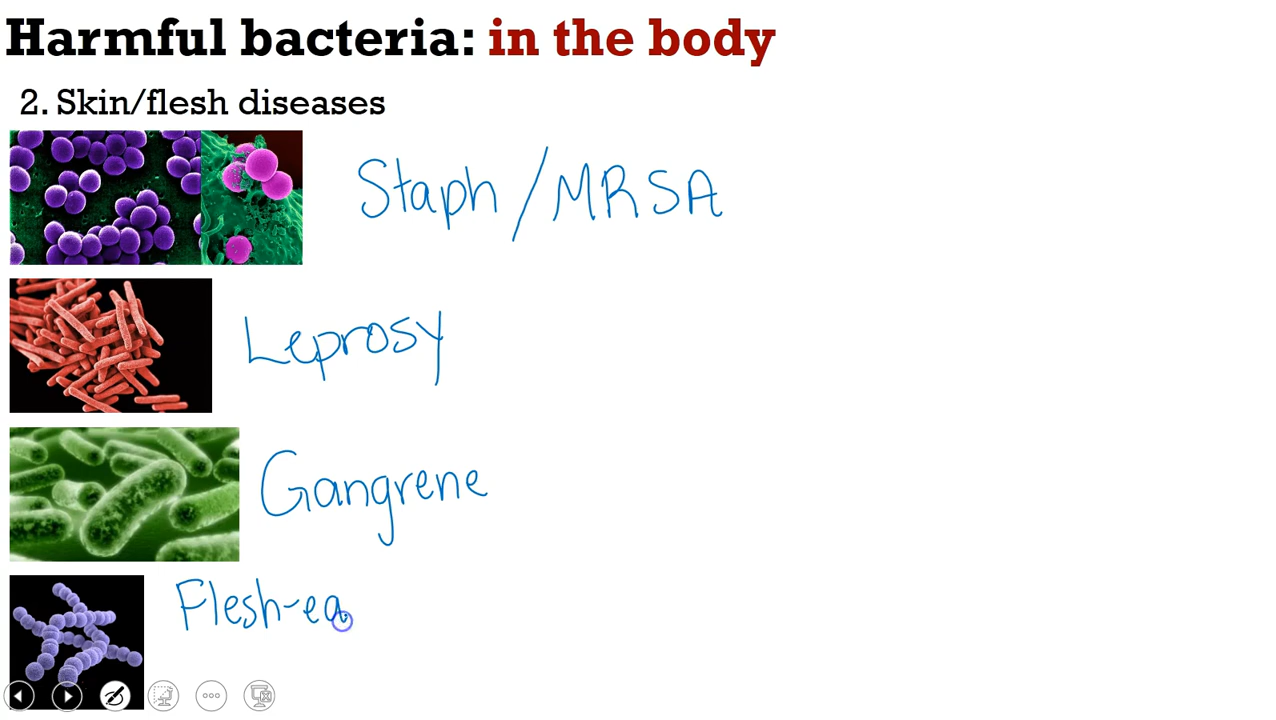 Harmful bacteria: in the body
2. Skin/flesh diseases
Staph/MRSA
Leprosy
Gangrene
Flesh-ea